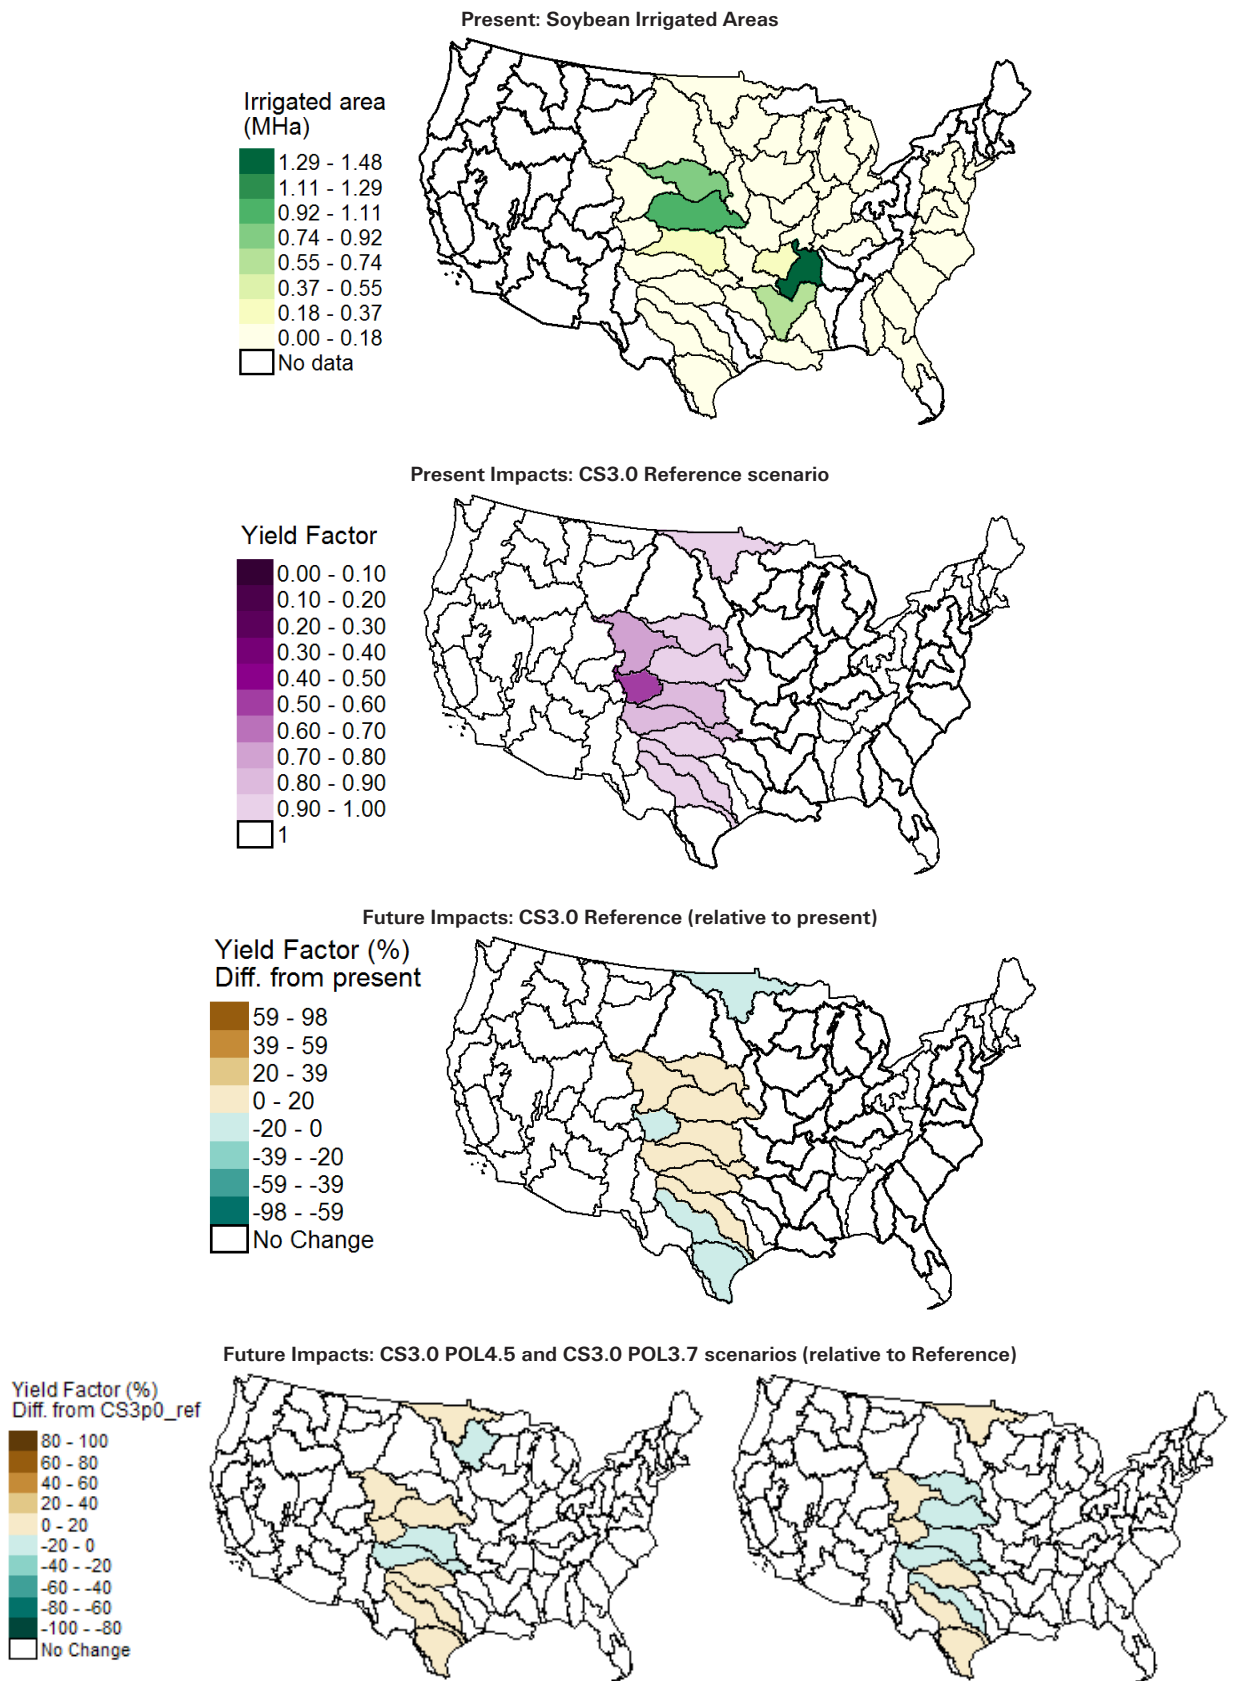 Present: Soybean Irrigated Areas
Irrigated area
(MHa)
1.29 - 1.48
1.11 - 1.29
0.92 - 1.11
0.74 - 0.92
0.55 - 0.74
0.37 - 0.55
0.18 - 0.37
0.00 - 0.18
No data
Present Impacts: CS3.0 Reference scenario
Yield Factor
0.00 - 0.10
0.10 - 0.20
0.20 - 0.30
0.30 - 0.40
0.40 - 0.50
0.50 - 0.60
0.60 - 0.70
0.70 - 0.80
0.80 - 0.90
0.90 - 1.00
1
Future Impacts: CS3.0 Reference (relative to present)
Yield Factor (%)
Diff. from present
59 - 98
39 - 59
20 - 39
0 - 20
-20 - 0
-39 - -20
-59 - -39
-98 - -59
No Change
Future Impacts: CS3.0 POL4.5 and CS3.0 POL3.7 scenarios (relative to Reference)
Yield Factor (%)
Diff. from CS3p0_ref
80 - 100
60 - 80
40 - 60
20 - 40
0 - 20
-20 - 0
-40 - -20
-60 - -40
-80 - -60
-100 - -80
No Change